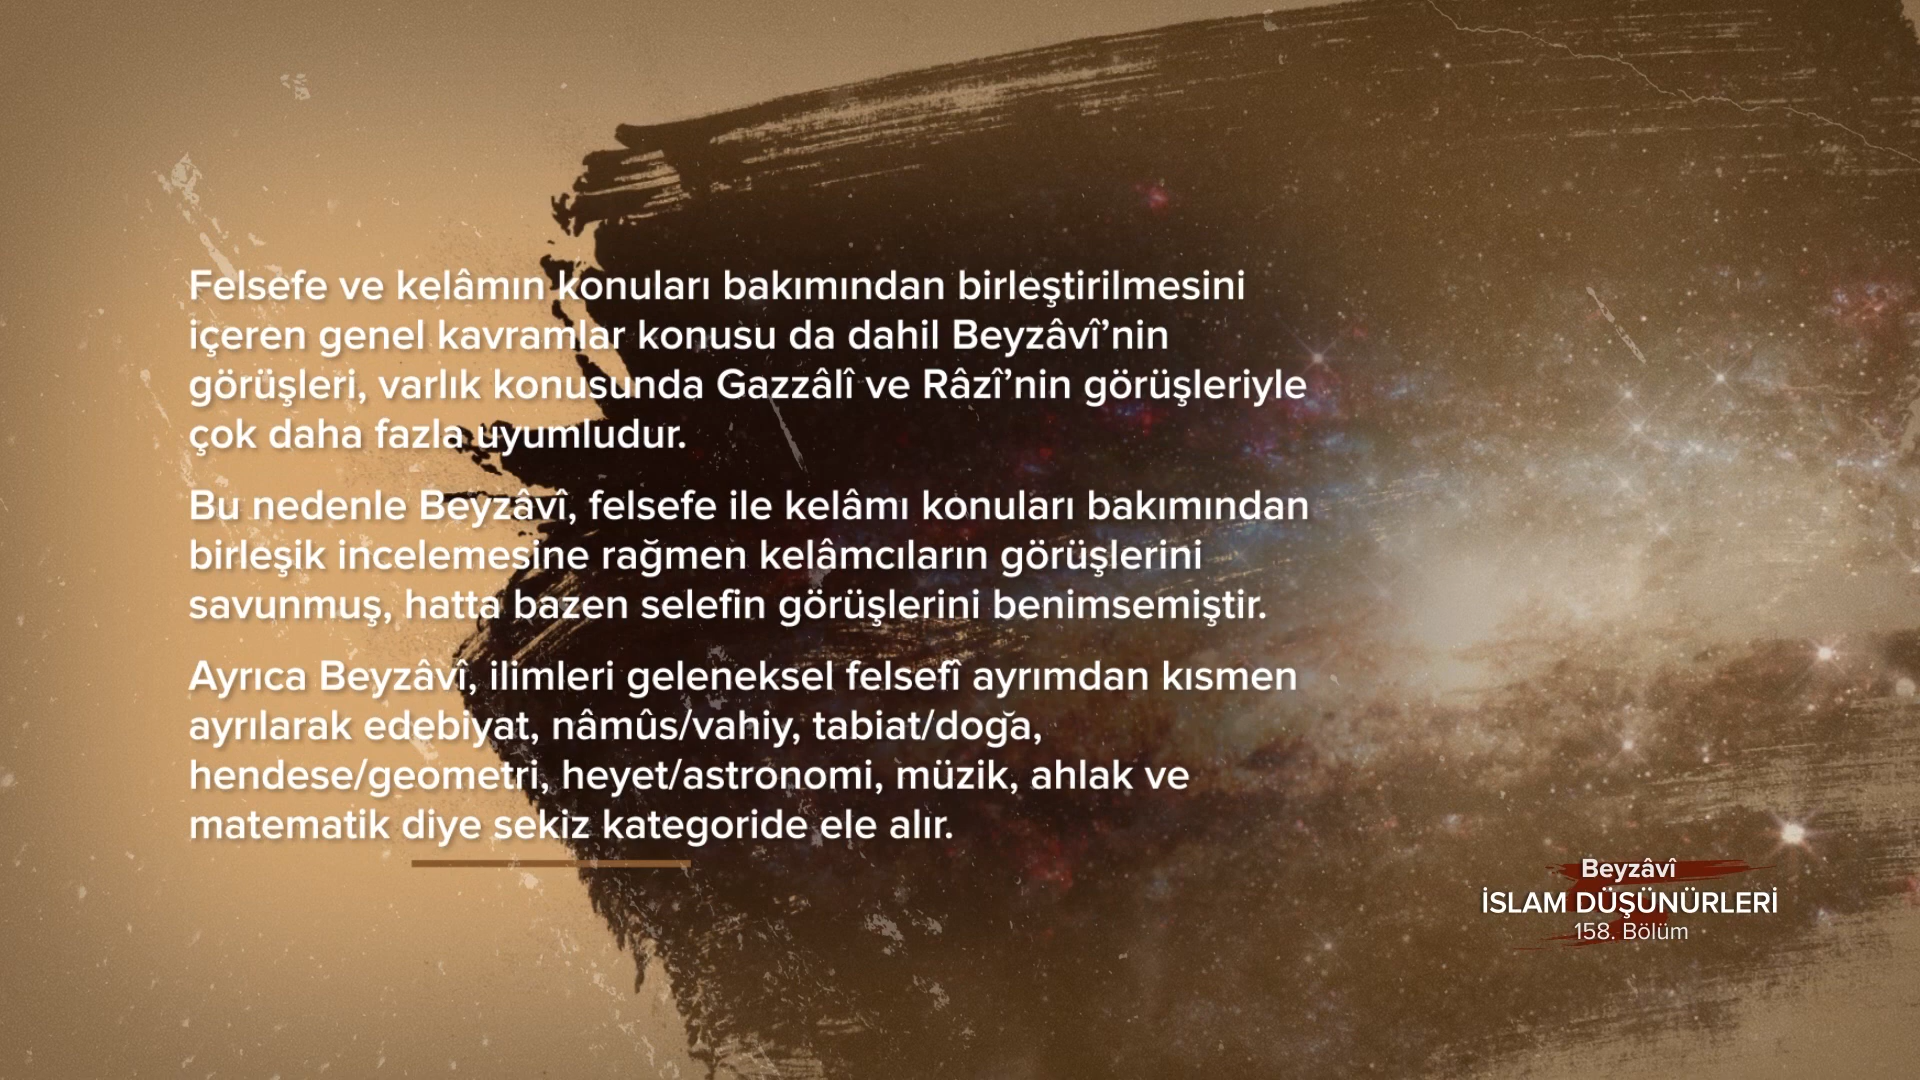 Felsefe ve kelâmın konuları bakımından birleştirilmesini
içeren genel kavramlar konusu da dahil Beyzâvî’nin
görüşleri, varlık konusunda Gazzâlî ve Râzî’nin görüşleriyle
çok daha fazla uyumludur.
Bu nedenle Beyzâvî, felsefe ile kelâmı konuları bakımından
birleşik incelemesine rağmen kelâmcıların görüşlerini
savunmuş, hatta bazen selefin görüşlerini benimsemiştir.
Ayrıca Beyzâvî, ilimleri geleneksel felsefî ayrımdan kısmen
ayrılarak edebiyat, nâmûs/vahiy, tabiat/doğa,
hendese/geometri, heyet/astronomi, müzik, ahlak ve
matematik diye sekiz kategoride ele alır.
Beyzâvî
İSLAM DÜŞÜNÜRLERİ
158. Bölüm